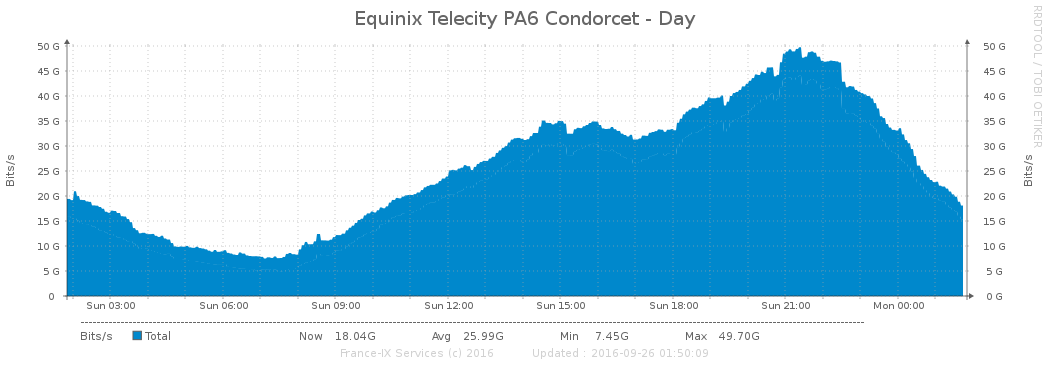 Equinix Telecity PA6 Condorcet - Day
RRDTOOL / TOBI OETIKER
Bits/s
50 G 50 G
45 G 45 G
40 G 40 G
35 G 35 G
30 G 30 G
25 G 25 G
20 G 20 G
15 G 15 G
10 G 10 G
5 G 5 G
0 0 G
Bits/s
Sun 03:00 Sun 06:00 Sun 09:00 Sun 12:00 Sun 15:00 Sun 18:00 Sun 21:00 Mon 00:00
Bits/s Total Now 18.04G Avg 25.99G Min 7.45G Max 49.70G
France-IX Services (c) 2016 Updated : 2016-09-26 01:50:09